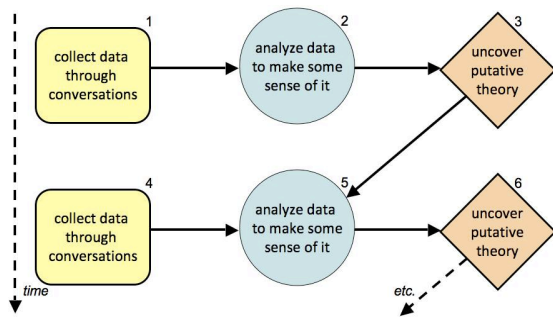 1
collect data
through
conversations
2
analyze data
to make some
sense of it
3
uncover
putative
theory
4
collect data
through
conversations
5
analyze data
to make some
sense of it
6
uncover
putative
theory
time
etc.